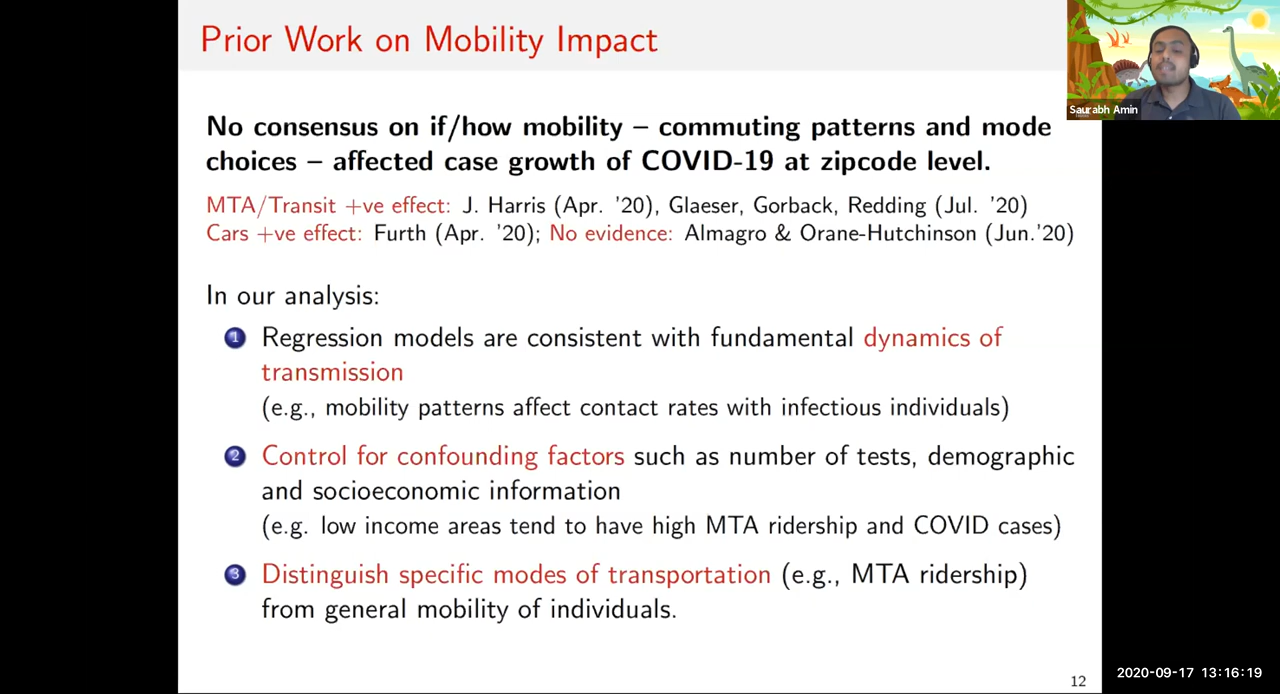 Prior Work on Mobility Impact
Saurabh Amin
No consensus on if/how mobility – commuting patterns and mode
choices – affected case growth of COVID-19 at zipcode level.
MTA/Transit +ve effect: J. Harris (Apr. '20), Glaeser, Gorback, Redding (Jul. '20)
Cars +ve effect: Furth (Apr. '20); No evidence: Almagro & Orane-Hutchinson (Jun.'20)
In our analysis:
1 Regression models are consistent with fundamental dynamics of
transmission
(e.g., mobility patterns affect contact rates with infectious individuals)
2 Control for confounding factors such as number of tests, demographic
and socioeconomic information
(e.g. low income areas tend to have high MTA ridership and COVID cases)
3 Distinguish specific modes of transportation (e.g., MTA ridership)
from general mobility of individuals.
12
2020-09-17 13:16:19